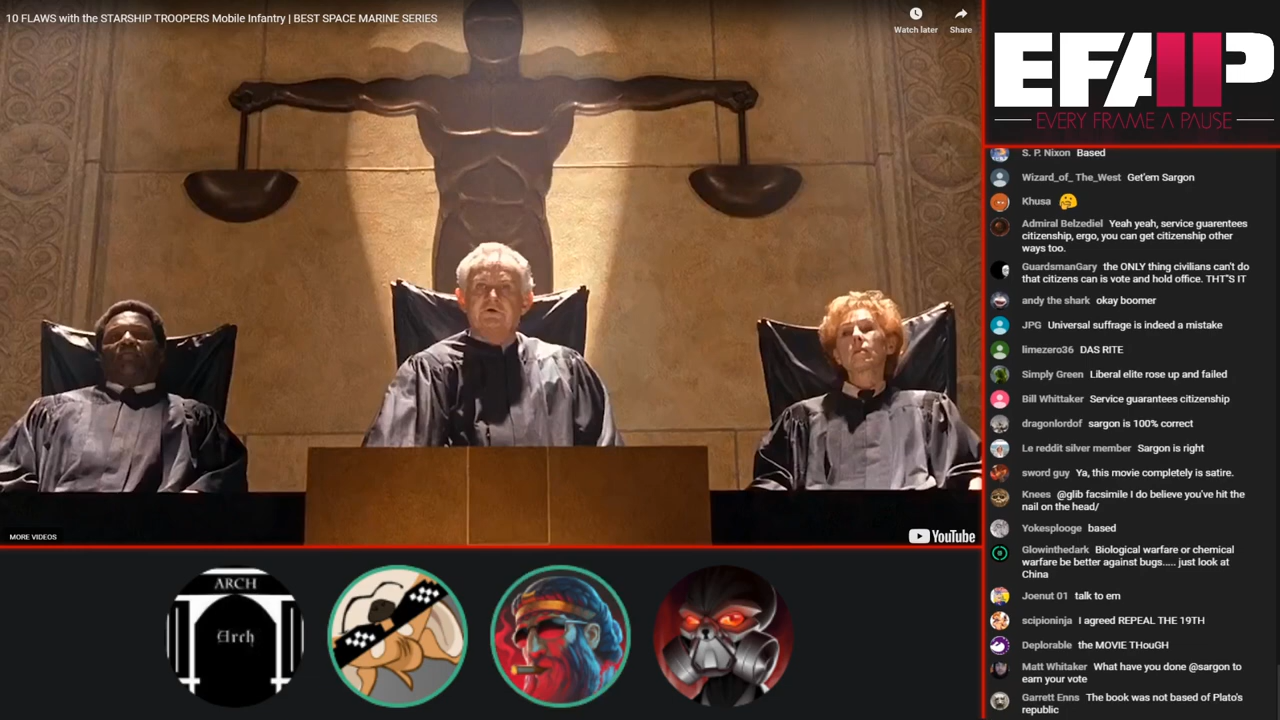 10 FLAWS with the STARSHIP TROOPERS Mobile Infantry | BEST SPACE MARINE SERIES
Watch later
Share
MORE VIDEOS
YouTube
ARCH
Arch
EFAP
EVERY FRAME A PAUSE
S. P. Nixon Based
Wizard_of_ The_West Get'em Sargon
Khusa 🤔
Admiral Belzediel Yeah yeah, service guarentees
citizenship, ergo, you can get citizenship other
ways too.
GuardsmanGary the ONLY thing civilians can't do
that citizens can is vote and hold office. THT"S IT
andy the shark okay boomer
JPG Universal suffrage is indeed a mistake
limezero36 DAS RITE
Simply Green Liberal elite rose up and failed
Bill Whittaker Service guarantees citizenship
dragonlordof sargon is 100% correct
Le reddit silver member Sargon is right
sword guy Ya, this movie completely is satire.
Knees @glib facsimile I do believe you've hit the
nail on the head/
Yokesplooge based
Glowinthedark Biological warfare or chemical
warfare be better against bugs..... just look at
China
Joenut 01 talk to em
scipioninja I agreed REPEAL THE 19TH
Deplorable the MOVIE THouGH
Matt Whitaker What have you done @sargon to
earn your vote
Garrett Enns The book was not based of Plato's
republic